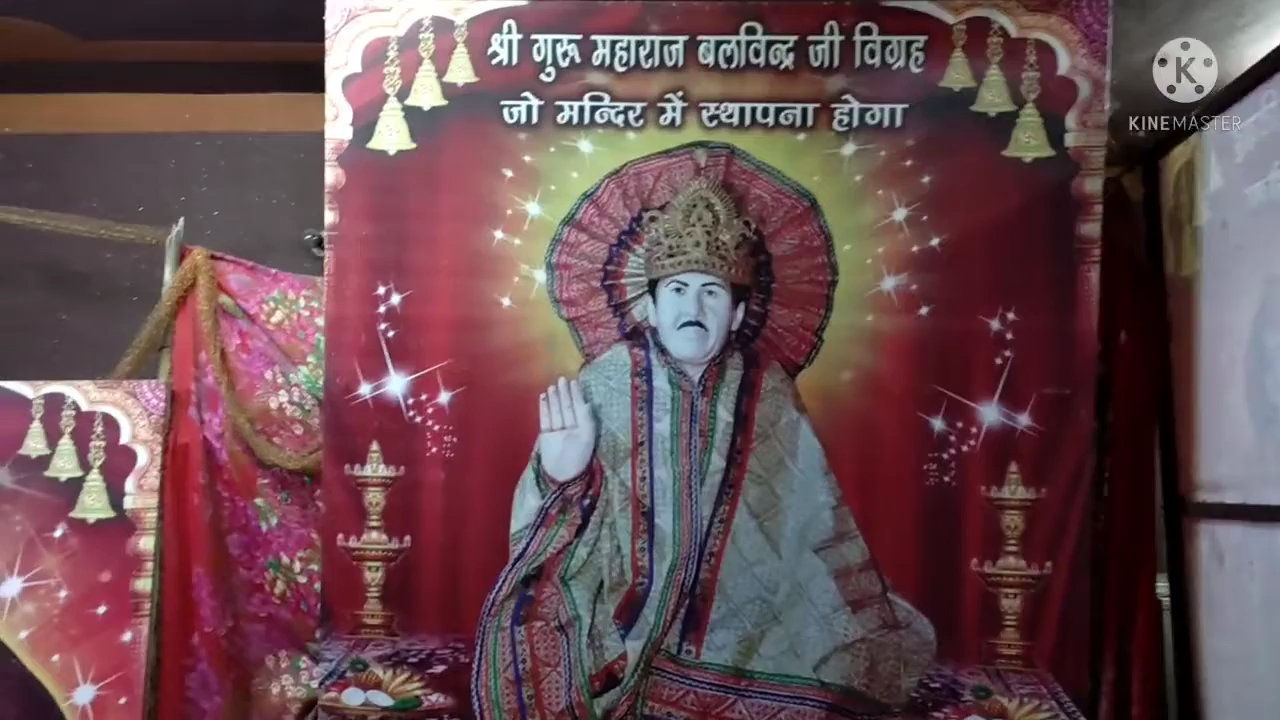 श्री गुरू महाराज बलविन्द्र जी विग्रह
जो मन्दिर में स्थापना होगा
K
KINEMASTER